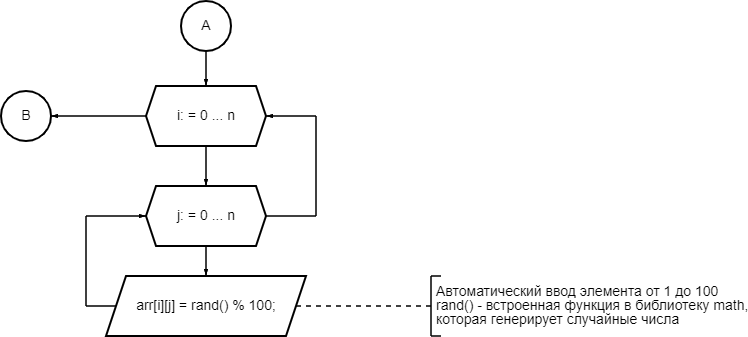 A
B
i: = 0 ... n
j: = 0 ... n
arr[i][j] = rand() % 100;
Автоматический ввод элемента от 1 до 100
rand() - встроенная функция в библиотеку math,
которая генерирует случайные числа